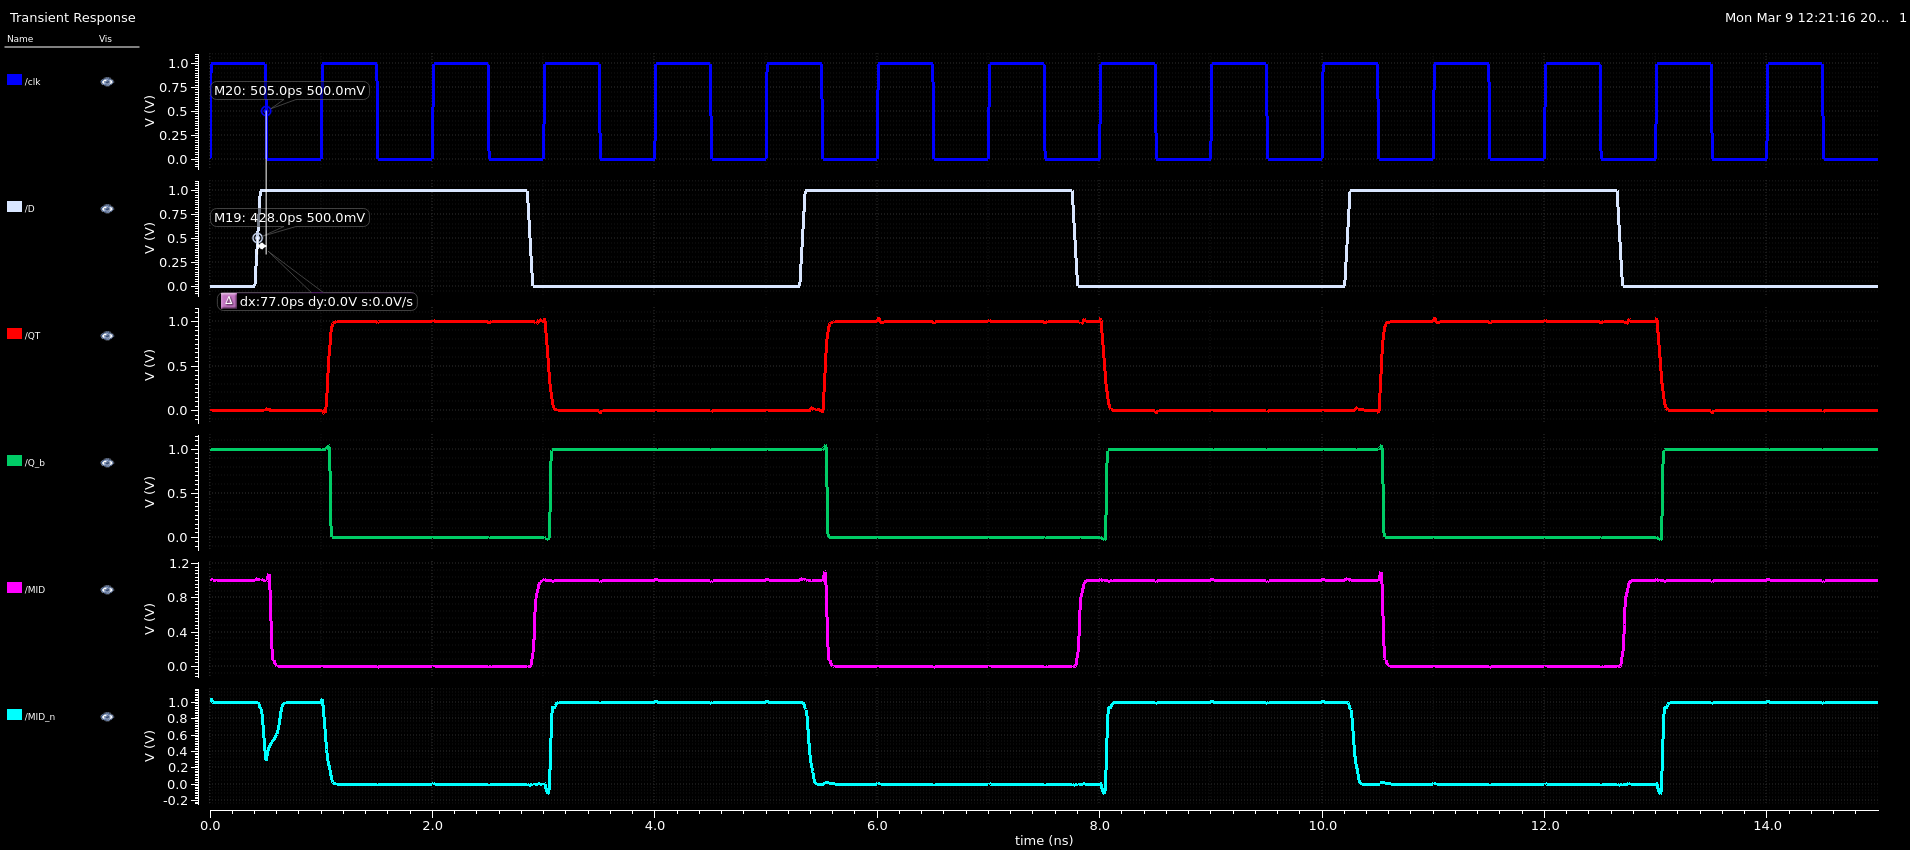 Transient Response
Mon Mar 9 12:21:16 20... 1
Name Vis
/clk
1.0
0.75
0.5
0.25
0.0
V (V)
M20: 505.0ps 500.0mV
/D
1.0
0.75
0.5
0.25
0.0
V (V)
M19: 428.0ps 500.0mV
Δ dx:77.0ps dy:0.0V s:0.0V/s
/QT
1.0
0.5
0.0
V (V)
/Q_b
1.0
0.5
0.0
V (V)
/MID
1.2
0.8
0.4
0.0
V (V)
/MID_n
1.0
0.8
0.6
0.4
0.2
0.0
-0.2
V (V)
0.0 2.0 4.0 6.0 8.0 10.0 12.0 14.0
time (ns)